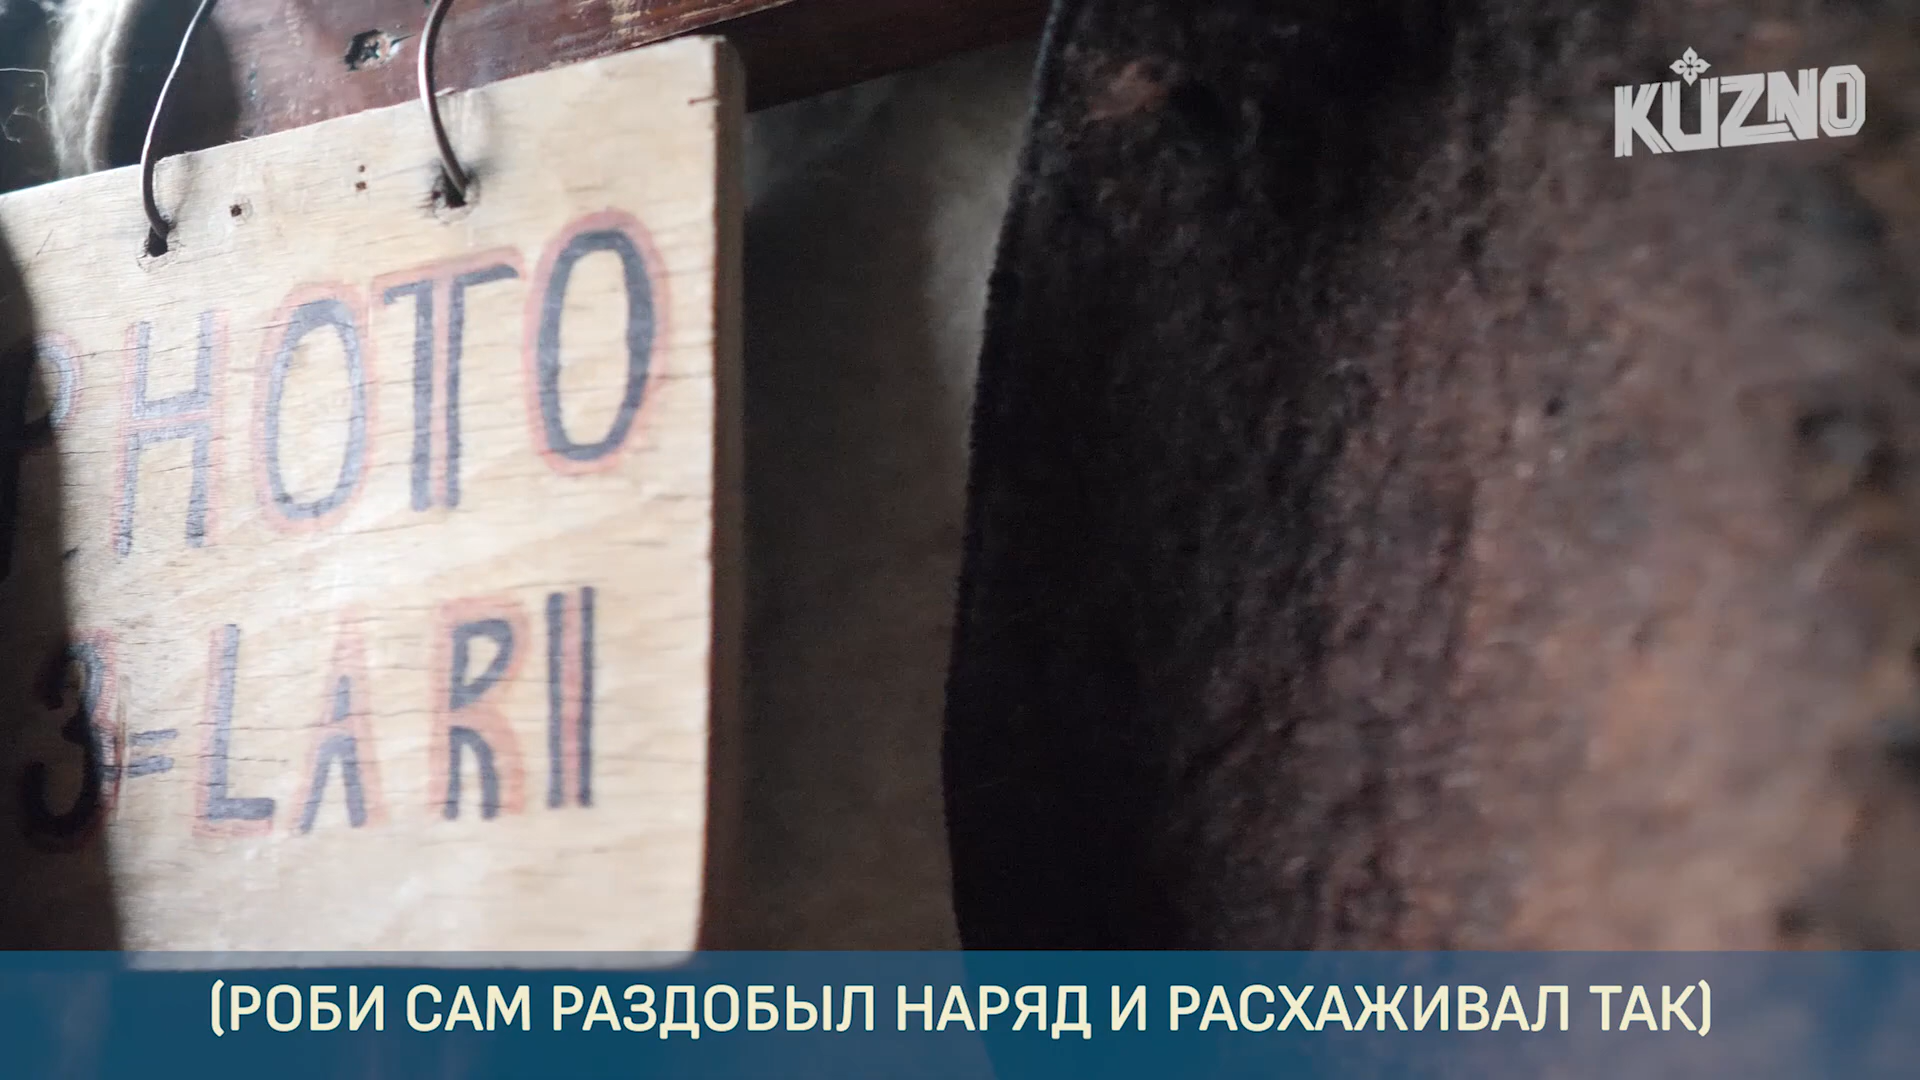 KUZNO
PHOTO
3=LARI
(РОБИ САМ РАЗДОБЫЛ НАРЯД И РАСХАЖИВАЛ ТАК)